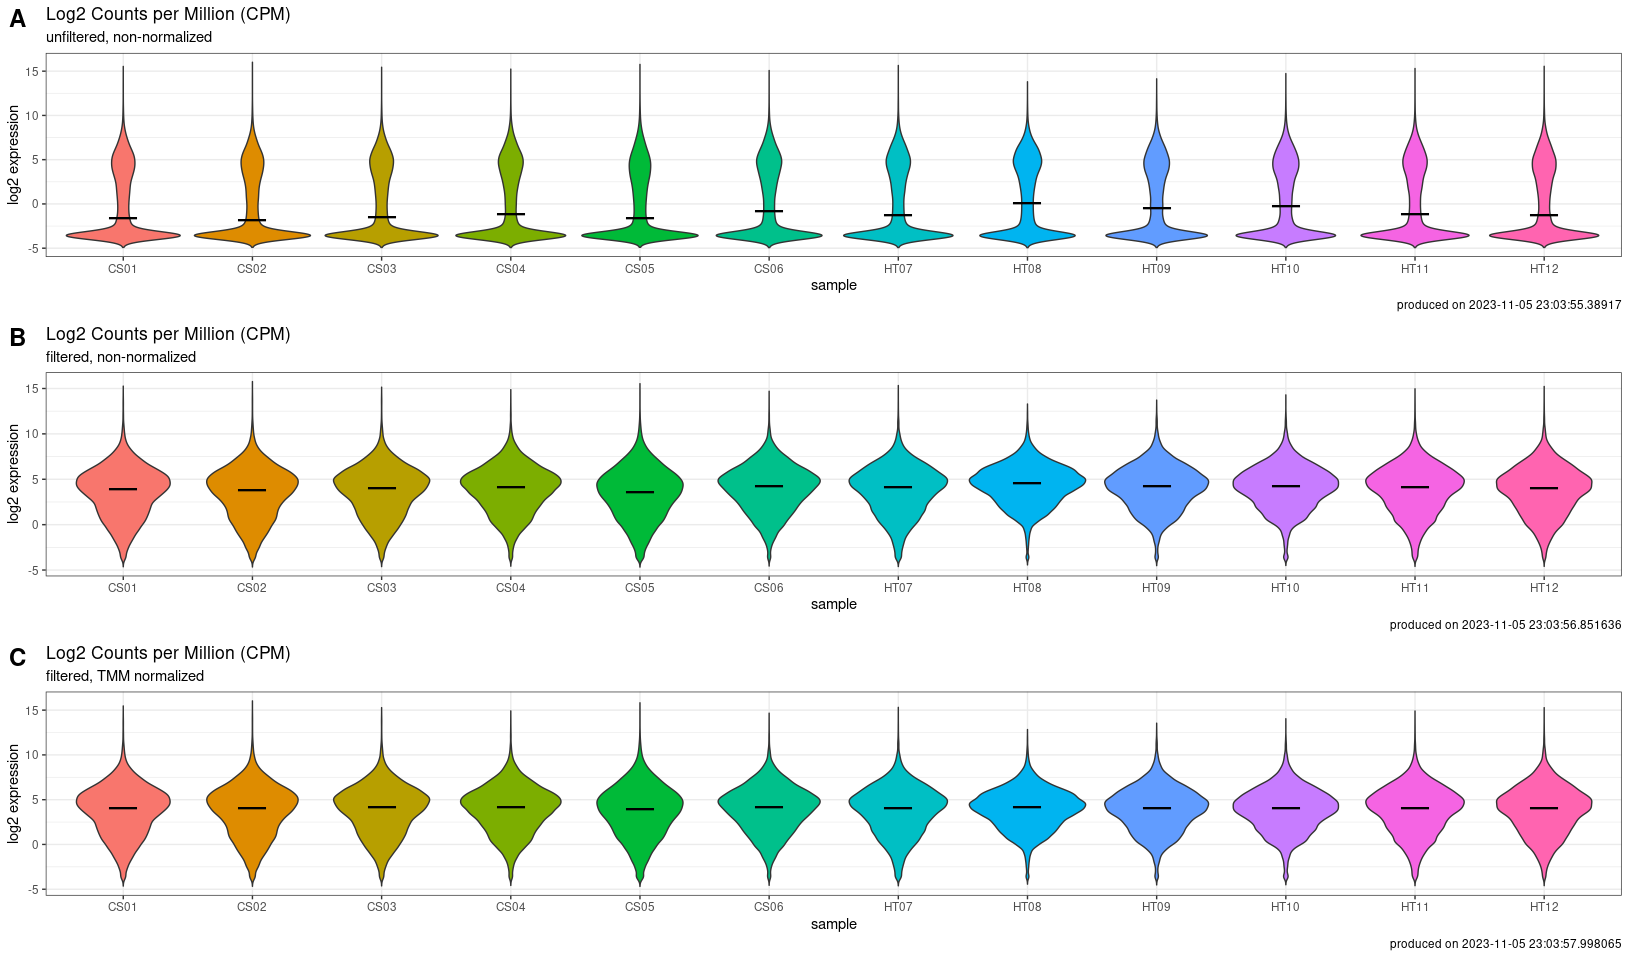 A Log2 Counts per Million (CPM)
unfiltered, non-normalized
15
10
5
0
-5
log2 expression
CS01 CS02 CS03 CS04 CS05 CS06 HT07 HT08 HT09 HT10 HT11 HT12
sample
produced on 2023-11-05 23:03:55.38917
B Log2 Counts per Million (CPM)
filtered, non-normalized
15
10
5
0
-5
log2 expression
CS01 CS02 CS03 CS04 CS05 CS06 HT07 HT08 HT09 HT10 HT11 HT12
sample
produced on 2023-11-05 23:03:56.851636
C Log2 Counts per Million (CPM)
filtered, TMM normalized
15
10
5
0
-5
log2 expression
CS01 CS02 CS03 CS04 CS05 CS06 HT07 HT08 HT09 HT10 HT11 HT12
sample
produced on 2023-11-05 23:03:57.998065